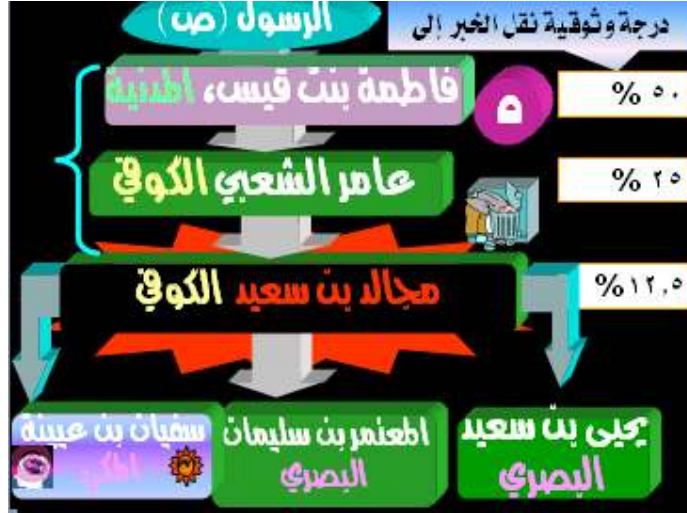 درجة وثوقية نقل الخبر إلى
الرسول (ص)
فاطمة بنت قيس، المدنية
٥
٥٠ %
عامر الشعبي الكوفي
٢٥ %
مجالد بن سعيد الكوفي
١٢,٥%
يحيى بن سعيد
البصري
المعتمر بن سليمان
البصري
سفيان بن عيينة
المكي